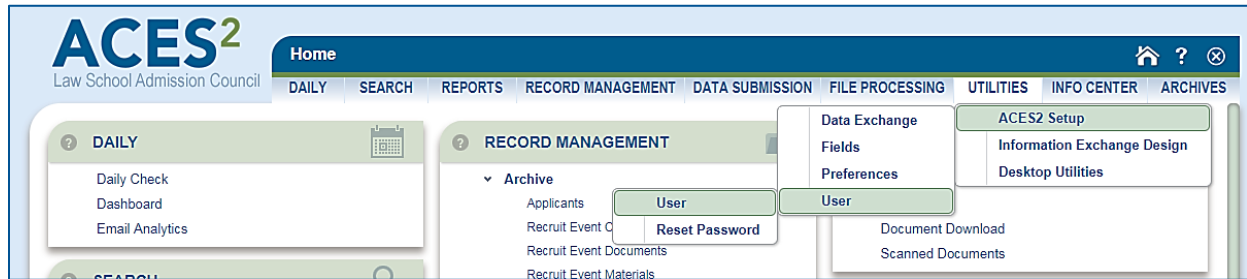 ACES2
Law School Admission Council
Home
?
DAILY SEARCH REPORTS RECORD MANAGEMENT DATA SUBMISSION FILE PROCESSING UTILITIES INFO CENTER ARCHIVES
? DAILY
Daily Check
Dashboard
Email Analytics
? RECORD MANAGEMENT
Archive
Applicants
Recruit Event
Recruit Event Documents
Recruit Event Materials
User
Reset Password
Data Exchange
Fields
Preferences
User
ACES2 Setup
Information Exchange Design
Desktop Utilities
Document Download
Scanned Documents
? SEARCH